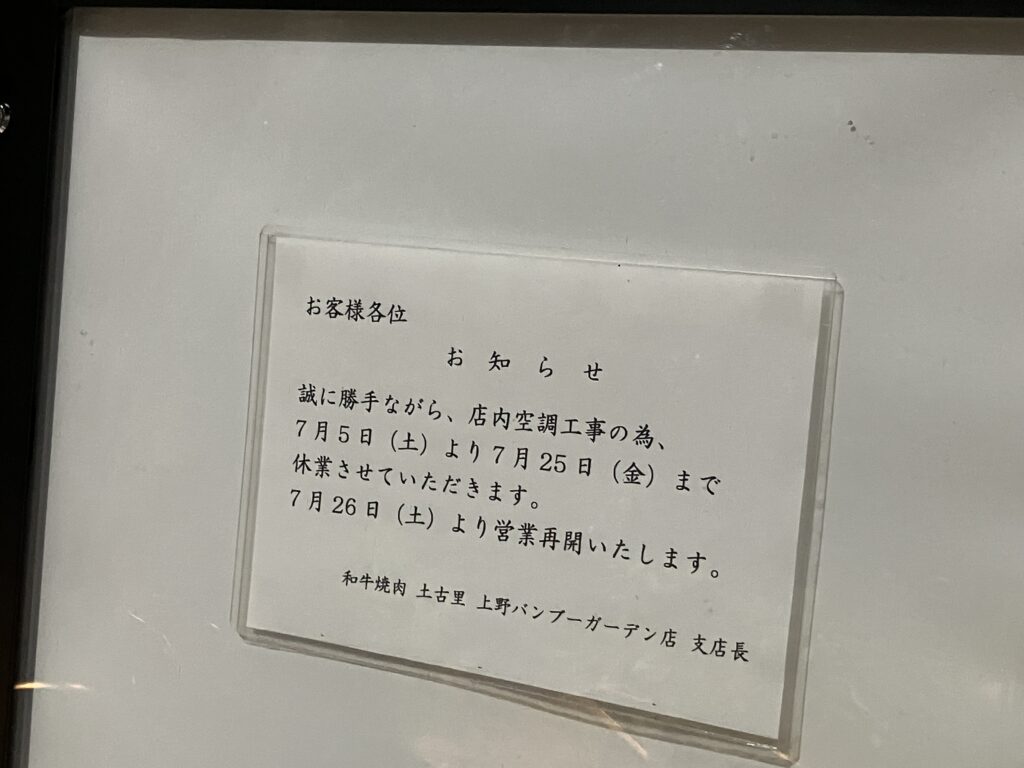 お客様各位
お知らせ
誠に勝手ながら、店内空調工事の為、
7月5日（土）より7月25日（金）まで
休業させていただきます。
7月26日（土）より営業再開いたします。
和牛焼肉 土古里 上野バンブーガーデン店 支店長